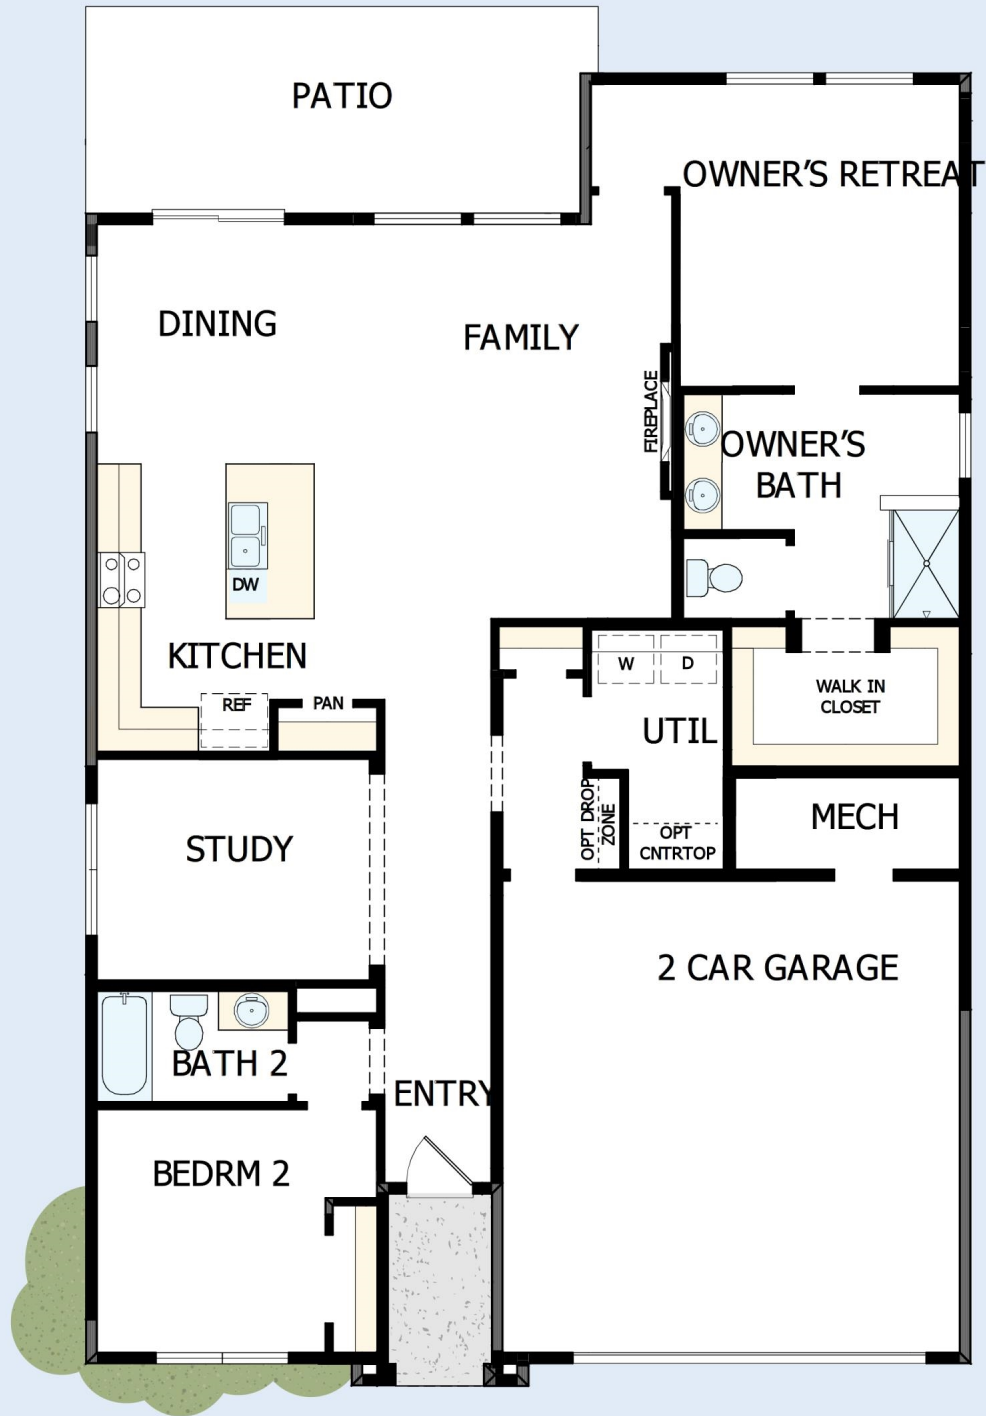 PATIO
OWNER'S RETREAT
DINING
FAMILY
FIREPLACE
OWNER'S
BATH
DW
KITCHEN
REF
PAN
W
D
WALK IN
CLOSET
UTIL
OPT DROP
ZONE
OPT
CNTRTOP
MECH
STUDY
2 CAR GARAGE
BATH 2
ENTRY
BEDRM 2